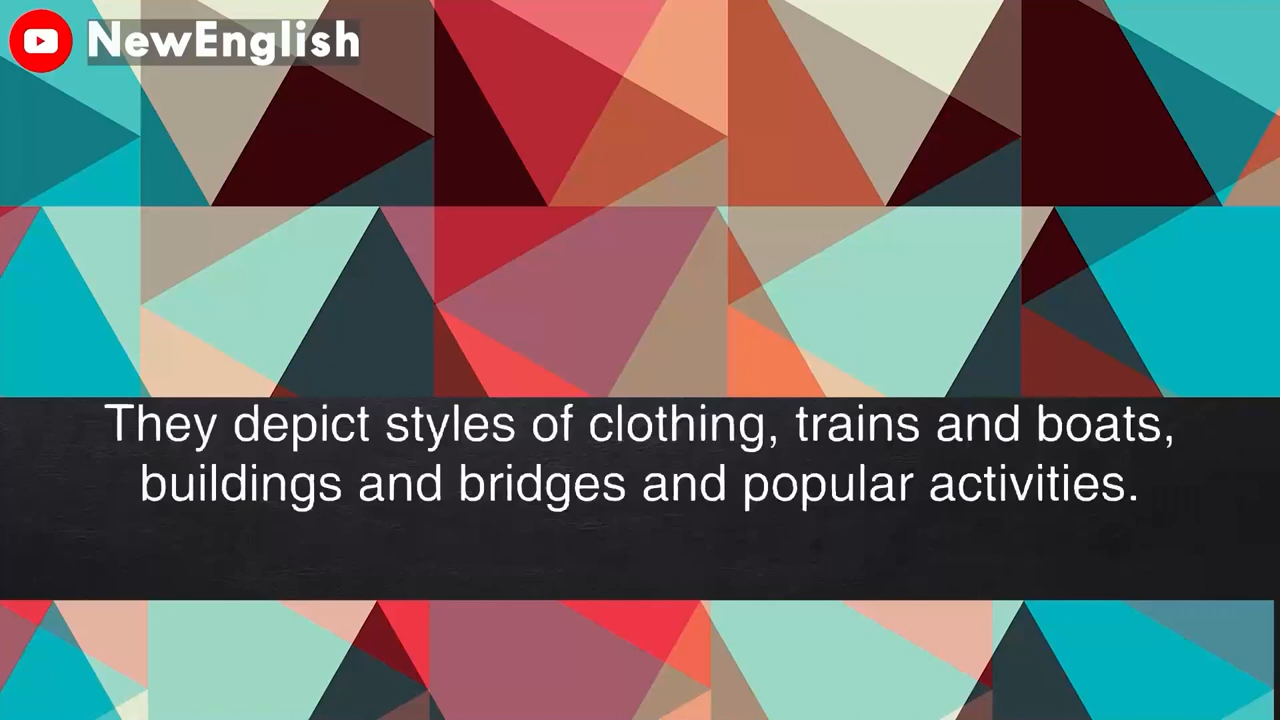 NewEnglish
They depict styles of clothing, trains and boats,
buildings and bridges and popular activities.